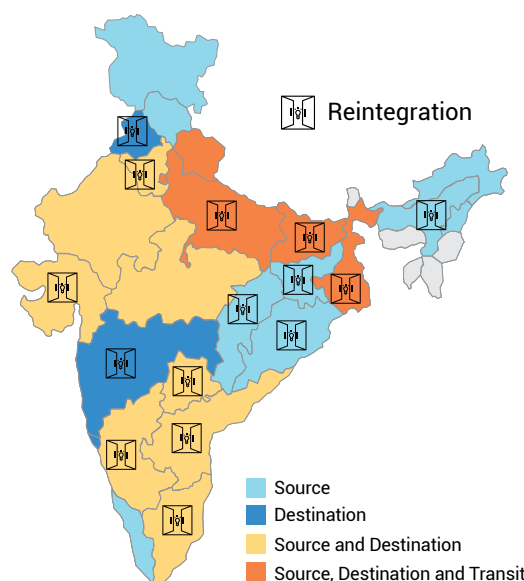 Reintegration
Source
Destination
Source and Destination
Source, Destination and Transit